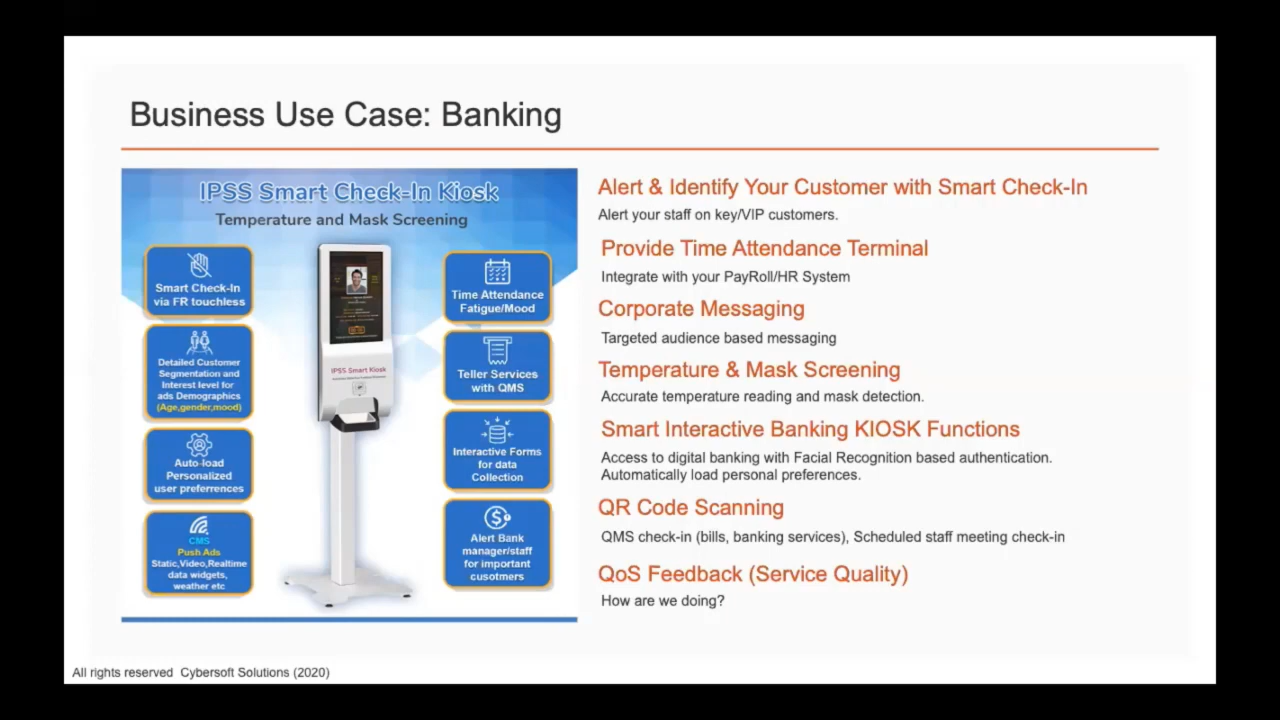 Business Use Case: Banking
IPSS Smart Check-In Kiosk
Temperature and Mask Screening
Smart Check-In
via FR touchless
Detailed Customer
Segmentation and
Interest level for
ads Demographics
(Age,gender,mood)
Auto-load
Personalized
user preferrences
CMS
Push Ads
Static,Video,Realtime
data widgets,
weather etc
IPSS Smart Kiosk
Time Attendance
Fatigue/Mood
Teller Services
with QMS
Interactive Forms
for data
Collection
Alert Bank
manager/staff
for important
cusotmers
Alert & Identify Your Customer with Smart Check-In
Alert your staff on key/VIP customers.
Provide Time Attendance Terminal
Integrate with your PayRoll/HR System
Corporate Messaging
Targeted audience based messaging
Temperature & Mask Screening
Accurate temperature reading and mask detection.
Smart Interactive Banking KIOSK Functions
Access to digital banking with Facial Recognition based authentication.
Automatically load personal preferences.
QR Code Scanning
QMS check-in (bills, banking services), Scheduled staff meeting check-in
QoS Feedback (Service Quality)
How are we doing?
All rights reserved  Cybersoft Solutions (2020)